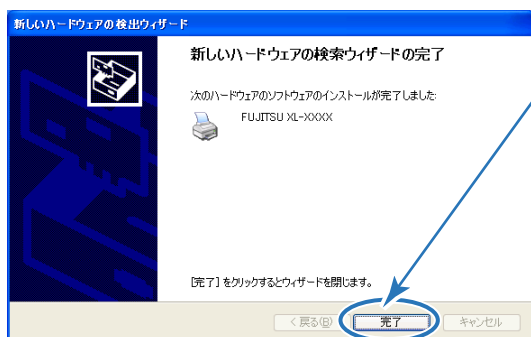 新しいハードウェアの検出ウィザード
新しいハードウェアの検索ウィザードの完了
次のハードウェアのソフトウェアのインストールが完了しました:
FUJITSU XL-XXXX
[完了] をクリックするとウィザードを閉じます。
< 戻る(B) 完了 キャンセル